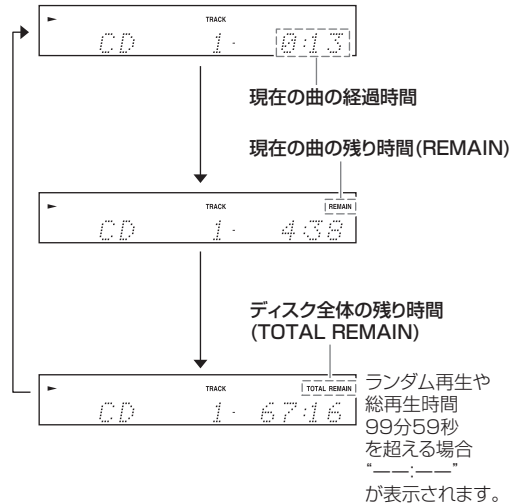 TRACK
CD 1- 0:13
現在の曲の経過時間
現在の曲の残り時間(REMAIN)
TRACK REMAIN
CD 1- 4:38
ディスク全体の残り時間
(TOTAL REMAIN)
TRACK TOTAL REMAIN
CD 1- 67:16
ランダム再生や
総再生時間
99分59秒
を超える場合
“――:――”
が表示されます。